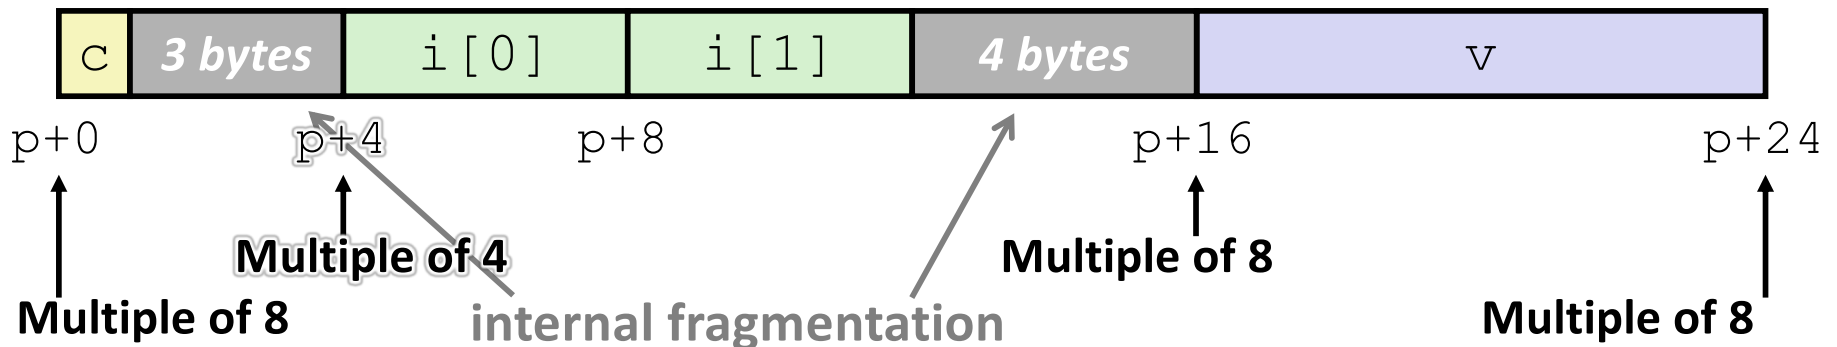 c 3 bytes i[0] i[1] 4 bytes v
p+0 p+4 p+8 p+16 p+24
Multiple of 4 Multiple of 8
Multiple of 8 internal fragmentation Multiple of 8